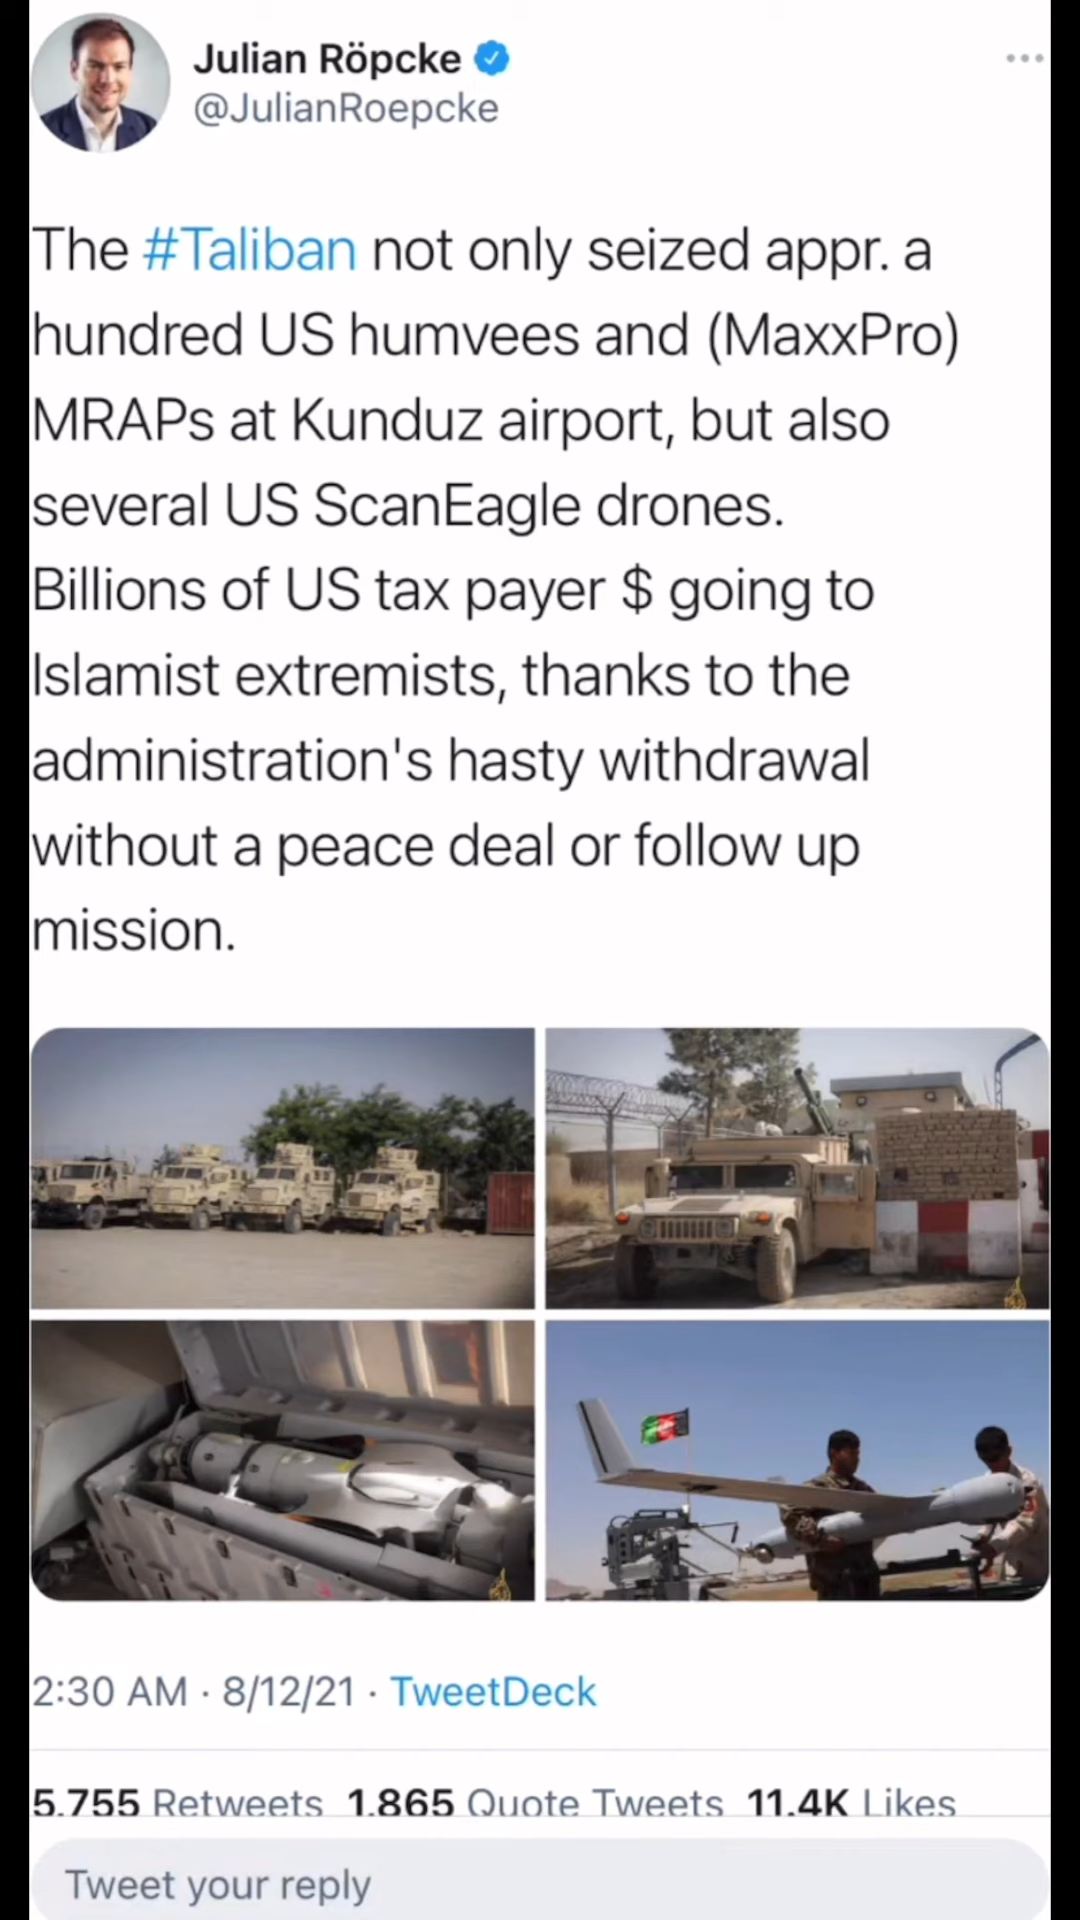 Julian Röpcke
@JulianRoepcke
The #Taliban not only seized appr. a
hundred US humvees and (MaxxPro)
MRAPs at Kunduz airport, but also
several US ScanEagle drones.
Billions of US tax payer $ going to
Islamist extremists, thanks to the
administration's hasty withdrawal
without a peace deal or follow up
mission.
2:30 AM · 8/12/21 · TweetDeck
5,755 Retweets 1,865 Quote Tweets 11.4K Likes
Tweet your reply